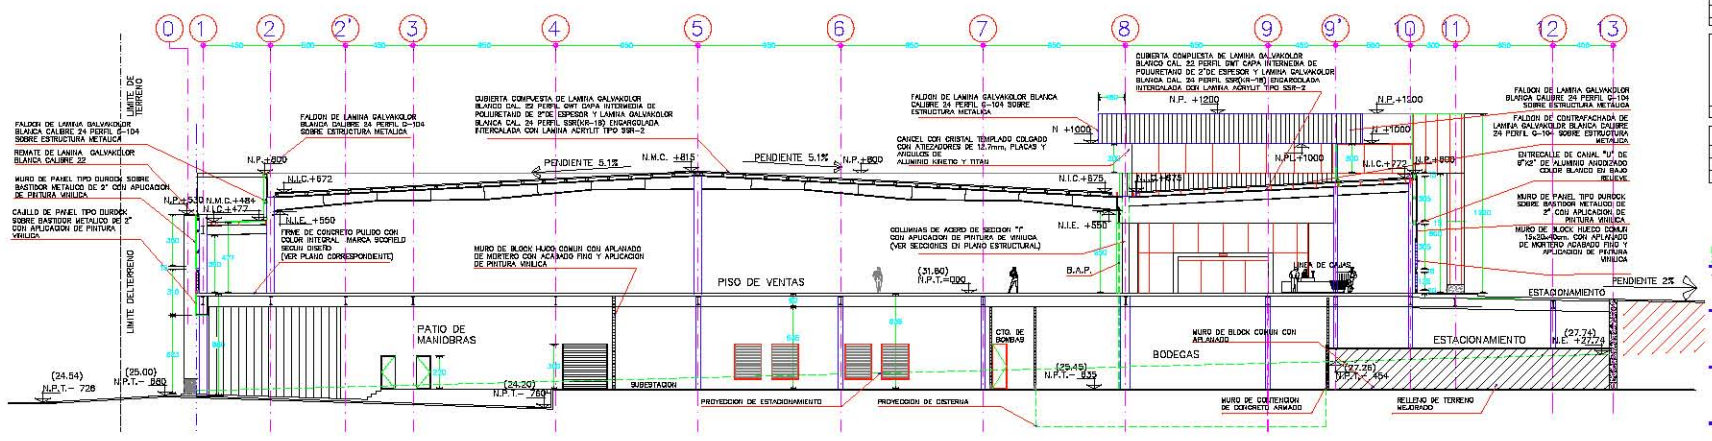 0 1 2 2' 3 4 5 6 7 8 9 9' 10 11 12 13
LIMITE DE
TERRENO
LIMITE DELTERRENO
FALDON DE LAMINA GALVAKOLOR
BLANCA CALIBRE 24 PERFIL G-104
SOBRE ESTRUCTURA METALICA
REMATE DE LAMINA GALVAKOLOR
BLANCA CALIBRE 22
MURO DE PANEL TIPO DUROCK SOBRE
BASTIDOR METALICO DE 2" CON APLICACION
DE PINTURA VINILICA
CAJILLO DE PANEL TIPO DUROCK
SOBRE BASTIDOR METALICO DE 2"
CON APLICACION DE PINTURA
VINILICA
FALDON DE LAMINA GALVAKOLOR
BLANCA CALIBRE 24 PERFIL G-104
SOBRE ESTRUCTURA METALICA
N.P.+800
N.I.C.+672
N.P.+530
N.M.C.+484
N.I.C.+477
N.I.E. +550
FIRME DE CONCRETO PULIDO CON
COLOR INTEGRAL MARCA SCOFIELD
SEGUN DISEÑO
(VER PLANO CORRESPONDIENTE)
CUBIERTA COMPUESTA DE LAMINA GALVAKOLOR
BLANCO CAL. 22 PERFIL GWT CAPA INTERMEDIA DE
POLIURETANO DE 2"DE ESPESOR Y LAMINA GALVAKOLOR
BLANCA CAL. 24 PERFIL SSR(KR-18) ENGARGOLADA
INTERCALADA CON LAMINA ACRYLIT TIPO SSR-2
MURO DE BLOCK HUCO COMUN CON APLANADO
DE MORTERO CON ACABADO FINO Y APLICACION
DE PINTURA VINILICA
PENDIENTE 5.1%
N.M.C. +815
PENDIENTE 5.1%
N.P.+800
CUBIERTA COMPUESTA DE LAMINA GALVAKOLOR
BLANCO CAL. 22 PERFIL GWT CAPA INTERMEDIA DE
POLIURETANO DE 2"DE ESPESOR Y LAMINA GALVAKOLOR
BLANCA CAL. 24 PERFIL SSR(KR-18) ENGARGOLADA
INTERCALADA CON LAMINA ACRYLIT TIPO SSR-2
FALDON DE LAMINA GALVAKOLOR BLANCA
CALIBRE 24 PERFIL G-104 SOBRE
ESTRUCTURA METALICA
CANCEL CON CRISTAL TEMPLADO COLGADO
CON ATIEZADORES DE 12.7mm, PLACAS Y
ANGULOS DE
ALUMINIO KINETIC Y TITAN
N.P. +1200
N.P.+1200
N +1000
N +1000
N.PL.+1000
N.I.C.+772
N.P.+800
N.I.C.+675
N.I.C.+675
N.I.E. +550
COLUMNAS DE ACERO DE SECCION "I"
CON APLICACION DE PINTURA DE VINILICA
(VER SECCIONES EN PLANO ESTRUCTURAL)
B.A.P.
LINEA DE CAJAS
FALDON DE LAMINA GALVAKOLOR
BLANCA CALIBRE 24 PERFIL G-104
SOBRE ESTRUCTURA METALICA
FALDON DE CONTRAFACHADA DE
LAMINA GALVAKOLOR BLANCA CALIBRE
24 PERFIL G-104 SOBRE ESTRUCTURA
METALICA
ENTRECALLE DE CANAL "U" DE
DE ALUMINIO ANODIZADO
COLOR BLANCO EN BAJO
RELIEVE
MURO DE PANEL TIPO DUROCK
SOBRE BASTIDOR METALICO DE
2" CON APLICACION DE
PINTURA VINILICA
MURO DE BLOCK HUECO COMUN
15x20x40cm. CON APLANADO
DE MORTERO ACABADO FINO Y
APLICACION DE PINTURA
VINILICA
PENDIENTE 2%
ESTACIONAMIENTO
PISO DE VENTAS
(31.80)
N.P.T.=000
PATIO DE
MANIOBRAS
CTO. DE
BOMBAS
MURO DE BLOCK COMUN CON
APLANADO
BODEGAS
ESTACIONAMIENTO
(27.74)
N.E. +27.74
(27.26)
N.P.T.- 454
(25.45)
N.P.T.- 635
(24.54)
N.P.T.- 726
(25.00)
N.P.T.- 680
(24.20)
N.P.T.- 760
SUBESTACION
PROYECCION DE ESTACIONAMIENTO
PROYECCION DE CISTERNA
MURO DE CONTENCION
DE CONCRETO ARMADO
RELLENO DE TERRENO
MEJORADO